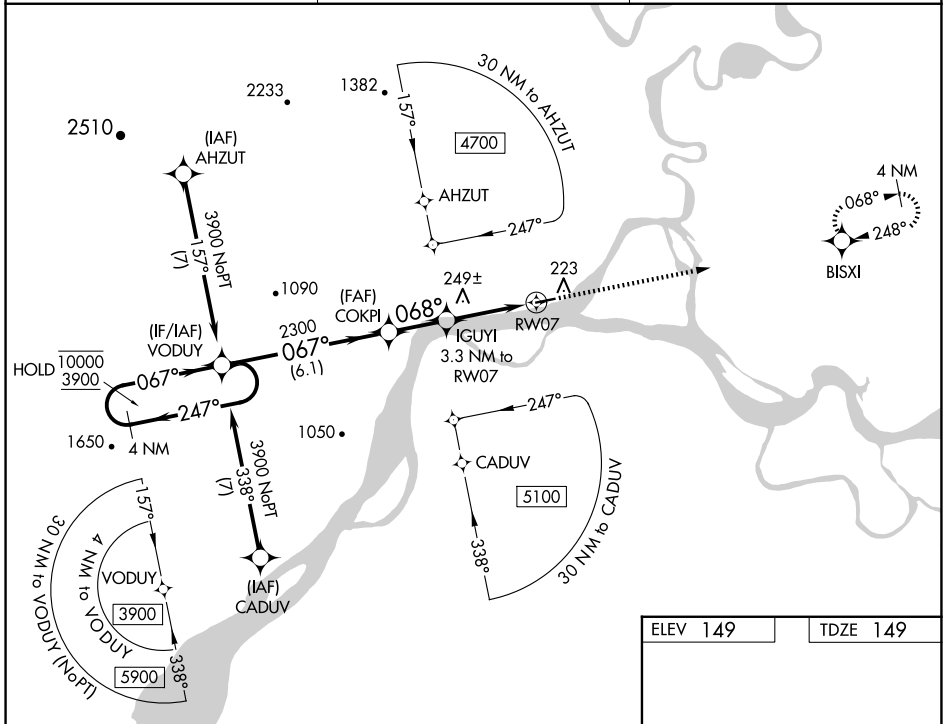 2233
1382
30 NM to AHZUT
157°
4700
2510
(IAF)
AHZUT
AHZUT
247°
4 NM
068°
248°
BISXI
3900 NoPT
157°
(7)
1090
249±
223
(FAF)
COKPI
068°
RW07
IGUYI
3.3 NM to
RW07
(IF/IAF)
VODUY
2300
067°
(6.1)
HOLD
10000
3900
067°
247°
4 NM
1650
1050
3900 NoPT
338°
(7)
247°
CADUV
5100
338°
30 NM to CADUV
157°
VODUY
3900
5900
338°
4 NM to VODUY
30 NM to VODUY (NoPT)
(IAF)
CADUV
ELEV 149
TDZE 149